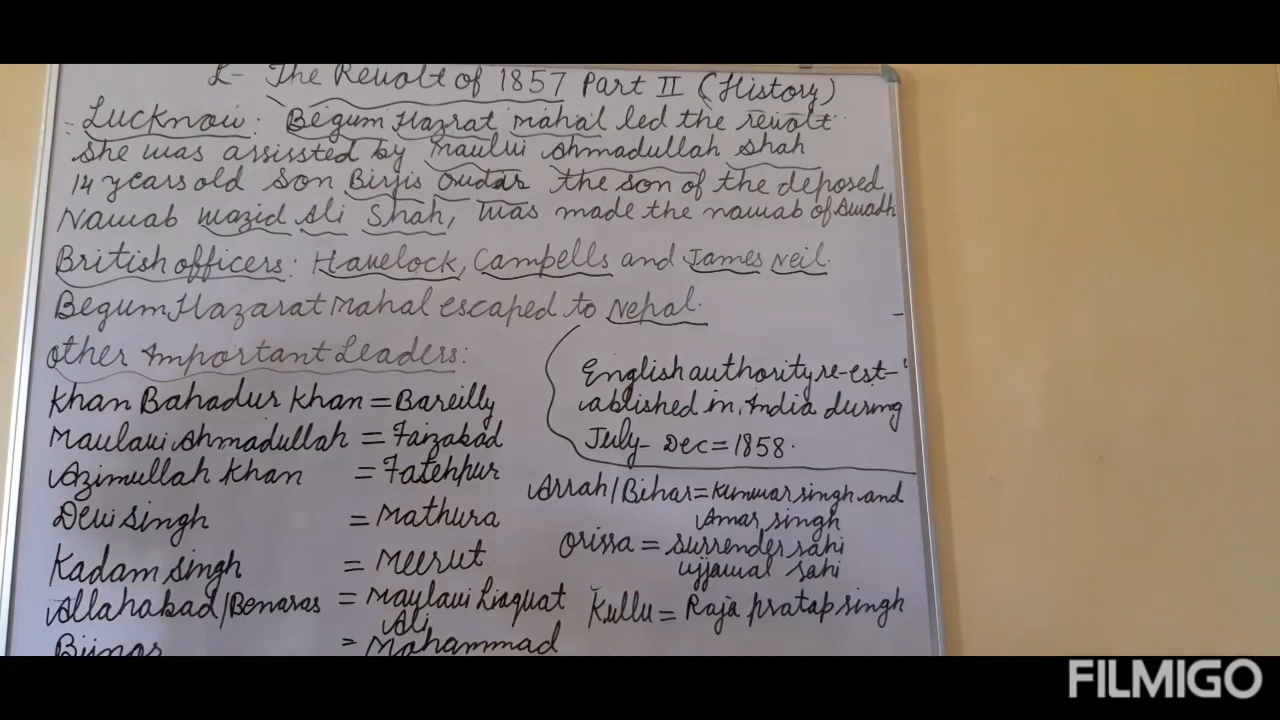 L- The Revolt of 1857 Part II (History)
Lucknow: Begum Hazrat Mahal led the revolt
She was assissted by Maulvi Ahmadullah Shah
14 years old Son Birjis Qudar the son of the deposed
Nawab Wazid Ali Shah, was made the nawab of Awadh
British officers: Havelock, Campells and James Neil.
Begum Hazarat Mahal escaped to Nepal.
Other Important Leaders:
Khan Bahadur Khan = Bareilly
Maulavi Ahmadullah = Faizabad
Azimullah Khan = Fatehpur
Devi Singh = Mathura
Kadam Singh = Meerut
Allahabad/Benaras = Maulavi Liaquat
Ali
Bijnor = Mohammad
English authority re-est-
ablished in India during
July- Dec = 1858.
Arrah/Bihar = Kunwar Singh and
Amar Singh
Orissa = Surrender Sahi
Ujjawal Sahi
Kullu = Raja Pratap Singh
FILMIGO